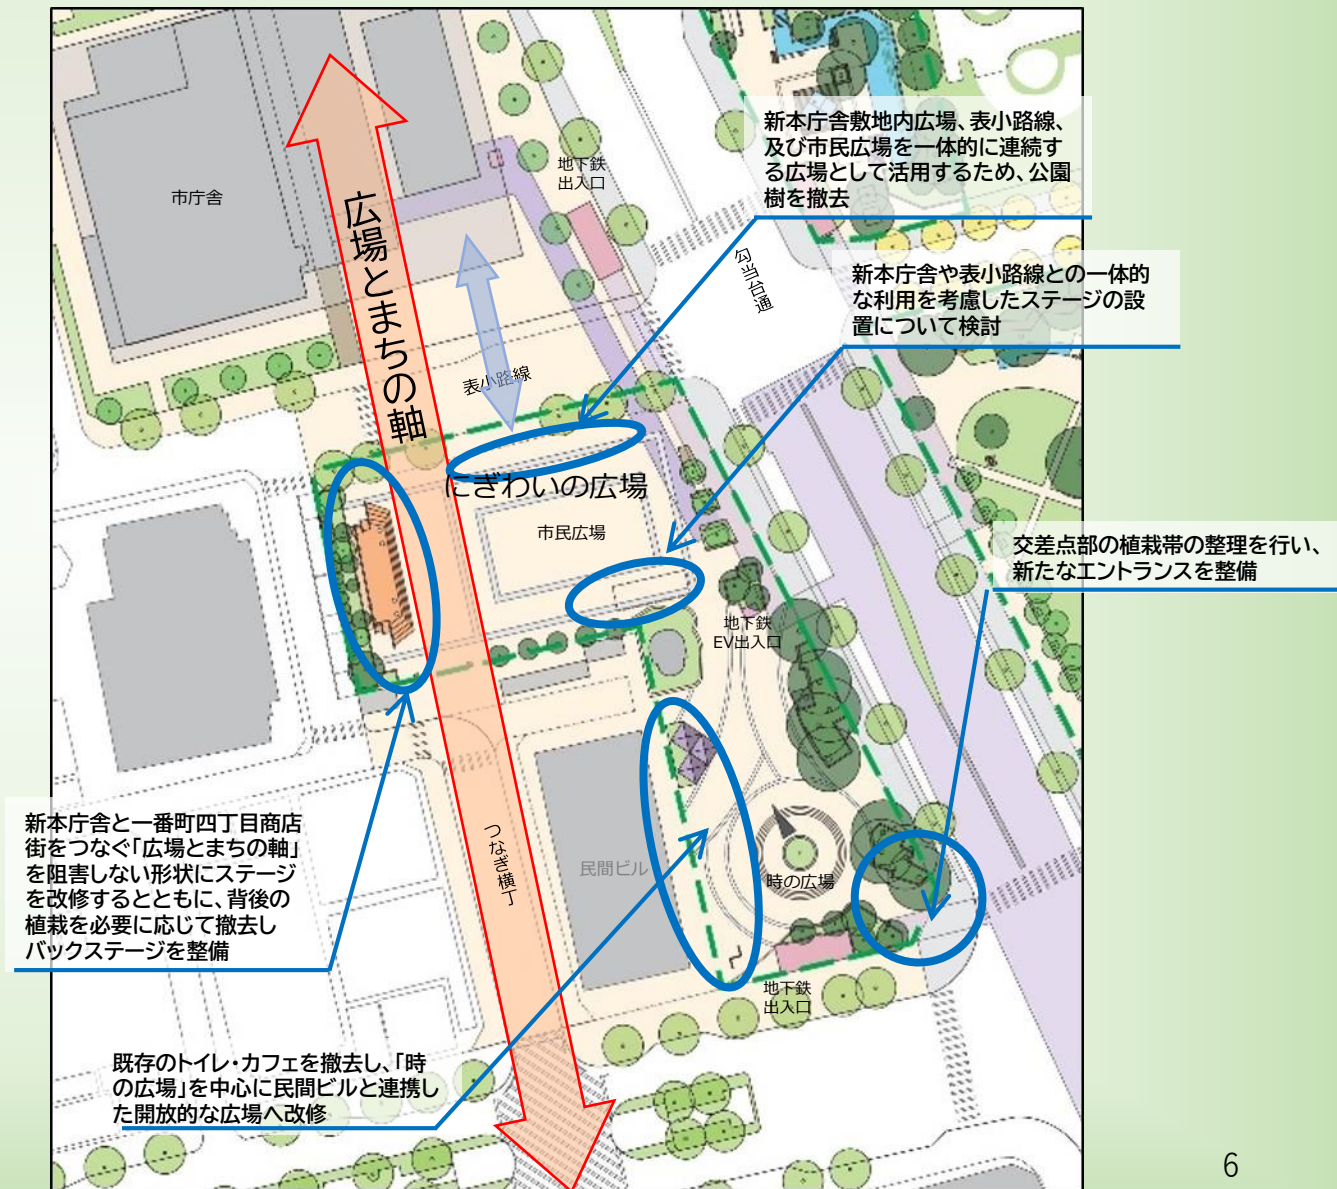 新本庁舎敷地内広場、表小路線、
及び市民広場を一体的に連続す
る広場として活用するため、公園
樹を撤去
地下鉄
出入口
市庁舎
広場とまちの軸
勾当台通
新本庁舎や表小路線との一体的
な利用を考慮したステージの設
置について検討
表小路線
にぎわいの広場
市民広場
交差点部の植栽帯の整理を行い、
新たなエントランスを整備
地下鉄
EV出入口
新本庁舎と一番町四丁目商店
街をつなぐ「広場とまちの軸」
を阻害しない形状にステージ
を改修するとともに、背後の
植栽を必要に応じて撤去し
バックステージを整備
つなぎ横丁
民間ビル
時の広場
地下鉄
出入口
既存のトイレ・カフェを撤去し、「時
の広場」を中心に民間ビルと連携し
た開放的な広場へ改修
6